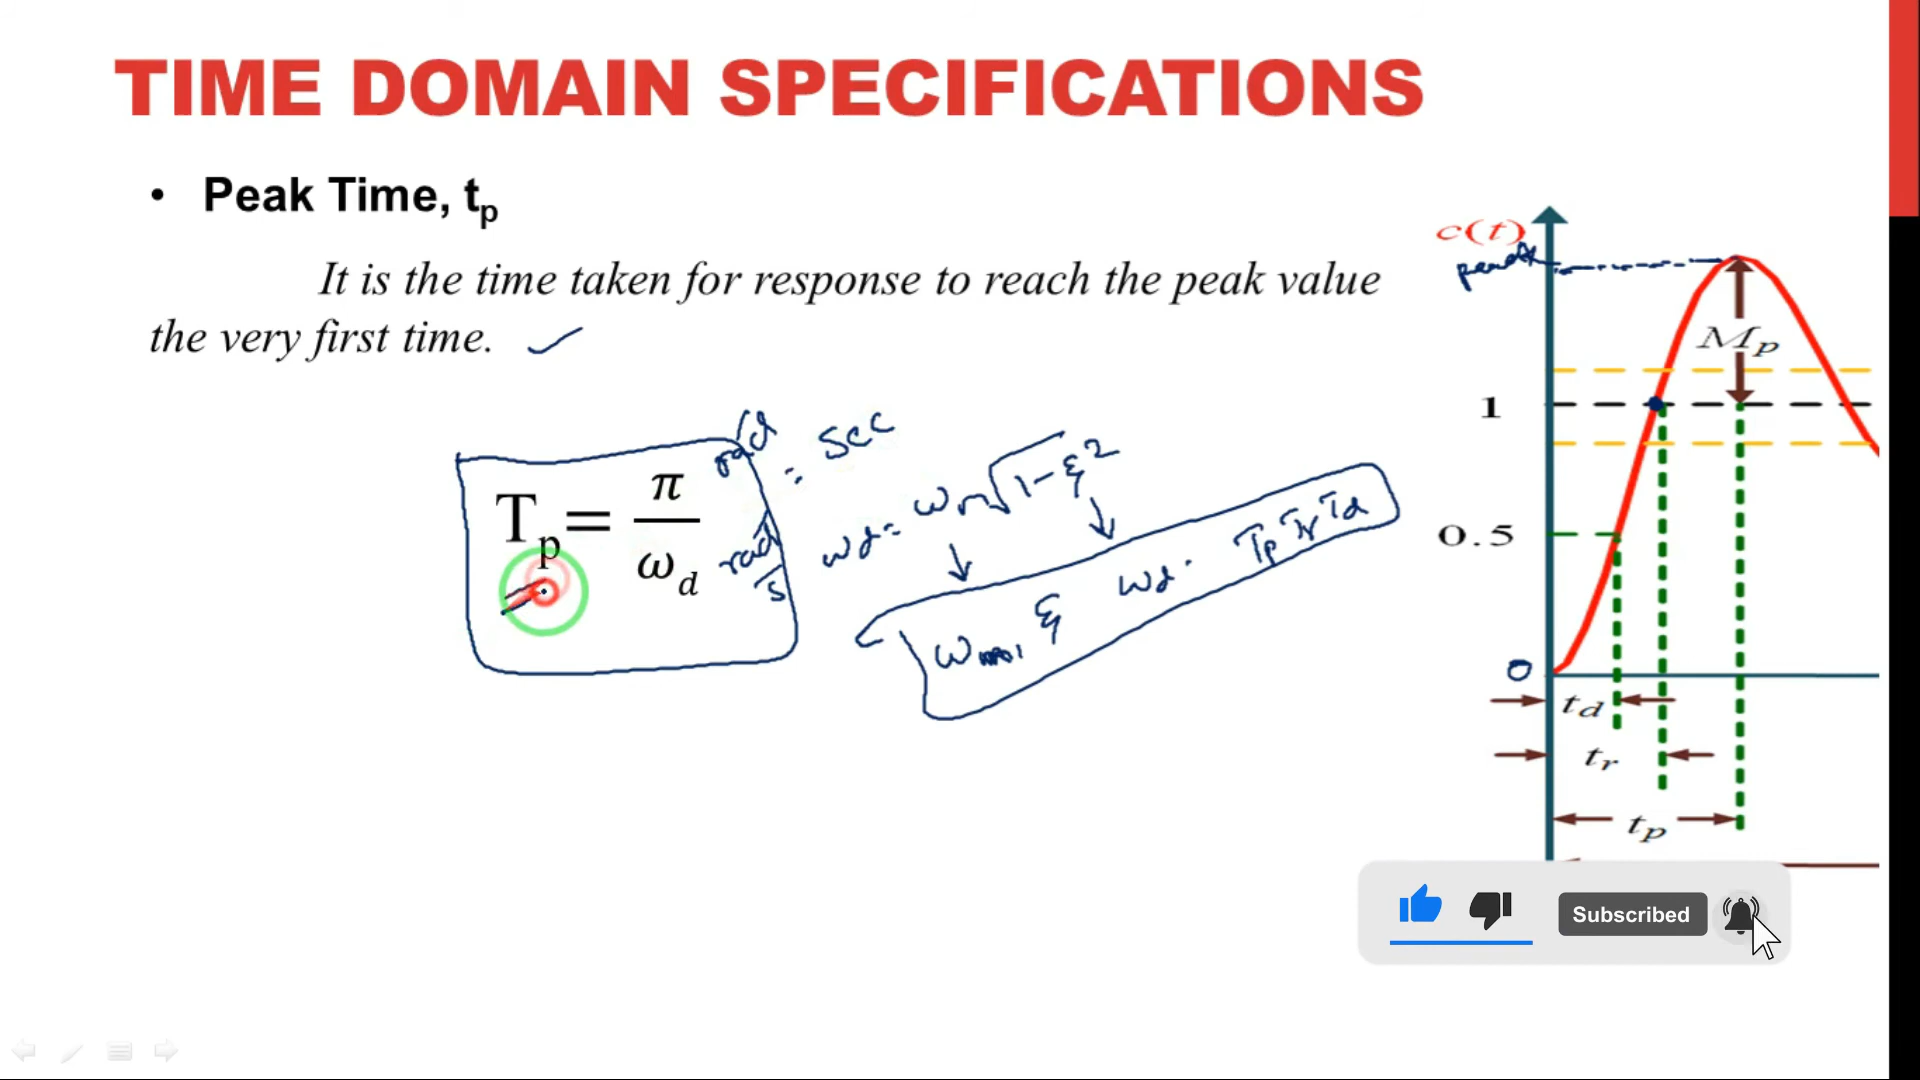 TIME DOMAIN SPECIFICATIONS
• Peak Time, tp
It is the time taken for response to reach the peak value
the very first time.
Tp = π / ωd
rad
rad/s
= sec
ωd = ωn√1-ξ²
ξ ωd. Tp Tr Td
c(t)
peak
Mp
1
0.5
0
td
tr
tp
Subscribed